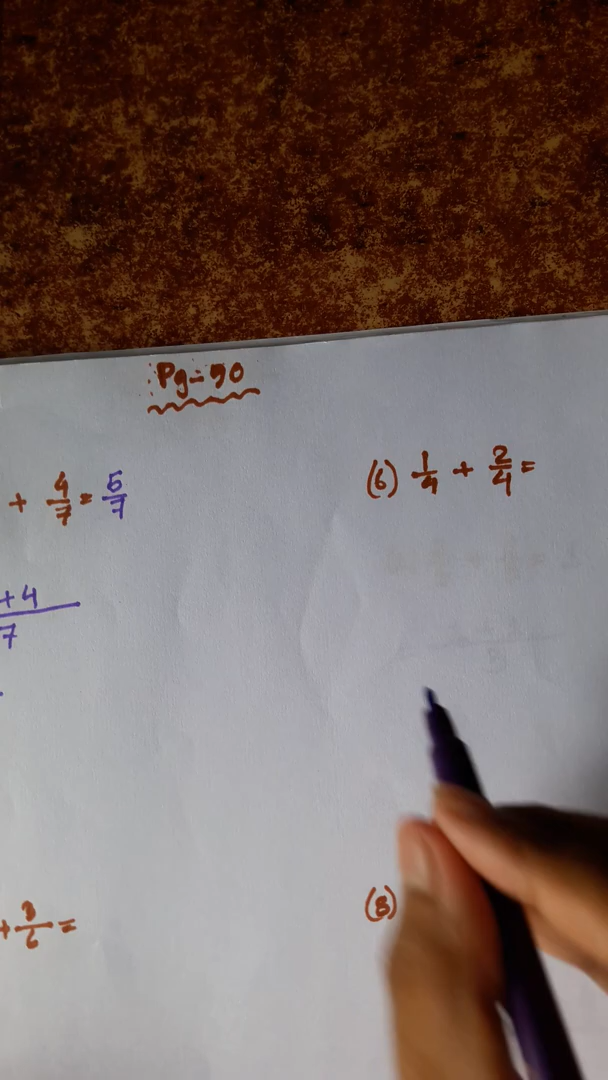 Pg=90
+ 4/7 = 5/7
(6) 1/4 + 2/4 =
+4
7
+ 3/6 =
(8)